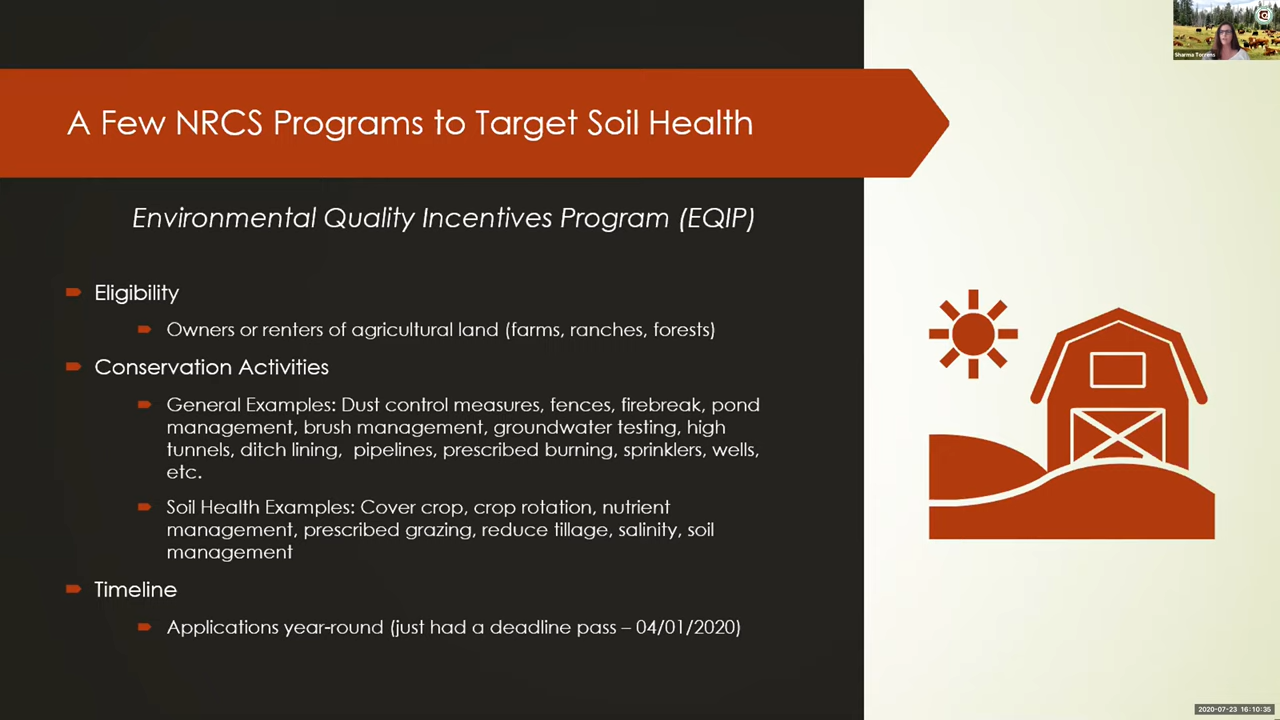 Sharma Torrens
A Few NRCS Programs to Target Soil Health
Environmental Quality Incentives Program (EQIP)
Eligibility
Owners or renters of agricultural land (farms, ranches, forests)
Conservation Activities
General Examples: Dust control measures, fences, firebreak, pond
management, brush management, groundwater testing, high
tunnels, ditch lining, pipelines, prescribed burning, sprinklers, wells,
etc.
Soil Health Examples: Cover crop, crop rotation, nutrient
management, prescribed grazing, reduce tillage, salinity, soil
management
Timeline
Applications year-round (just had a deadline pass – 04/01/2020)
2020-07-23 16:10:35